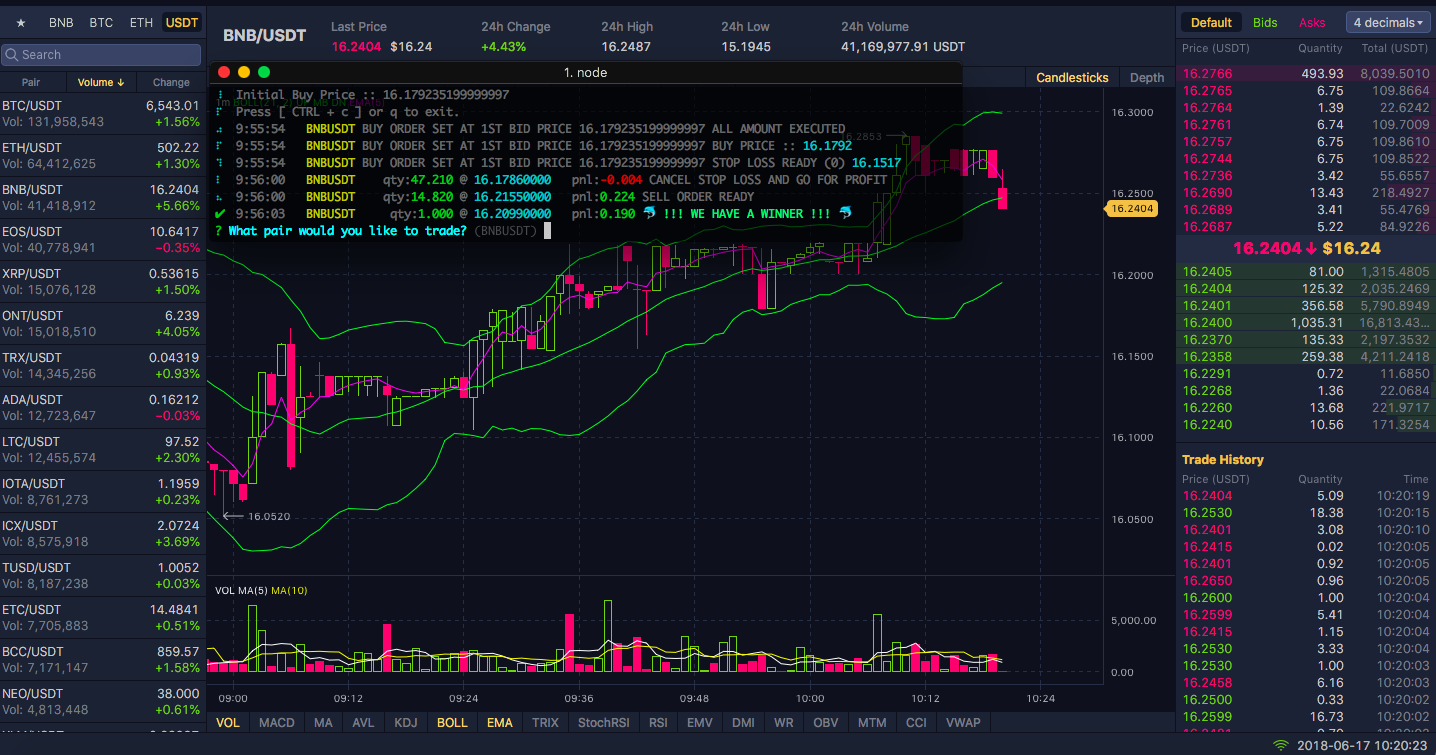 ★ BNB BTC ETH USDT
Search
Pair Volume ↓ Change
BTC/USDT 6,543.01
Vol: 131,958,543 +1.56%
ETH/USDT 502.22
Vol: 64,412,625 +1.30%
BNB/USDT 16.2404
Vol: 41,418,912 +5.66%
EOS/USDT 10.6417
Vol: 40,778,941 −0.35%
XRP/USDT 0.53615
Vol: 15,076,128 +1.50%
ONT/USDT 6.239
Vol: 15,018,510 +4.05%
TRX/USDT 0.04319
Vol: 14,345,256 +0.93%
ADA/USDT 0.16212
Vol: 12,723,647 −0.03%
LTC/USDT 97.52
Vol: 12,455,574 +2.30%
IOTA/USDT 1.1959
Vol: 8,761,273 +0.23%
ICX/USDT 2.0724
Vol: 8,575,918 +3.69%
TUSD/USDT 1.0052
Vol: 8,187,238 +0.03%
ETC/USDT 14.4841
Vol: 7,705,883 +0.51%
BCC/USDT 859.57
Vol: 7,171,147 +1.58%
NEO/USDT 38.000
Vol: 4,813,448 +0.61%
BNB/USDT
Last Price 24h Change 24h High 24h Low 24h Volume
16.2404 $16.24 +4.43% 16.2487 15.1945 41,169,977.91 USDT
Candlesticks Depth
1. node
Initial Buy Price :: 16.179235199999997
Press [ CTRL + c ] or q to exit.
9:55:54 BNBUSDT BUY ORDER SET AT 1ST BID PRICE 16.179235199999997 ALL AMOUNT EXECUTED
9:55:54 BNBUSDT BUY ORDER SET AT 1ST BID PRICE 16.179235199999997 BUY PRICE :: 16.1792
9:55:54 BNBUSDT BUY ORDER SET AT 1ST BID PRICE 16.179235199999997 STOP LOSS READY (0) 16.1517
9:56:00 BNBUSDT qty:47.210 @ 16.17860000 pnl:-0.004 CANCEL STOP LOSS AND GO FOR PROFIT
9:56:00 BNBUSDT qty:14.820 @ 16.21550000 pnl:0.224 SELL ORDER READY
✔ 9:56:03 BNBUSDT qty:1.000 @ 16.20990000 pnl:0.190 🐬 !!! WE HAVE A WINNER !!! 🐬
? What pair would you like to trade? (BNBUSDT)
16.2853
16.0520
16.3000
16.2500
16.2404
16.2000
16.1500
16.1000
16.0500
VOL MA(5) MA(10)
5,000.00
0.00
09:00 09:12 09:24 09:36 09:48 10:00 10:12 10:24
VOL MACD MA AVL KDJ BOLL EMA TRIX StochRSI RSI EMV DMI WR OBV MTM CCI VWAP
Default Bids Asks 4 decimals
Price (USDT) Quantity Total (USDT)
16.2766 493.93 8,039.5010
16.2765 6.75 109.8664
16.2764 1.39 22.6242
16.2761 6.74 109.7009
16.2757 6.75 109.8610
16.2744 6.75 109.8522
16.2736 3.42 55.6557
16.2690 13.43 218.4927
16.2689 3.41 55.4769
16.2687 5.22 84.9226
16.2404 ↓ $16.24
16.2405 81.00 1,315.4805
16.2404 125.32 2,035.2469
16.2401 356.58 5,790.8949
16.2400 1,035.31 16,813.43...
16.2370 135.33 2,197.3532
16.2358 259.38 4,211.2418
16.2291 0.72 11.6850
16.2268 1.36 22.0684
16.2260 13.68 221.9717
16.2240 10.56 171.3254
Trade History
Price (USDT) Quantity Time
16.2404 5.09 10:20:19
16.2530 18.38 10:20:15
16.2401 3.08 10:20:10
16.2415 0.02 10:20:05
16.2401 0.92 10:20:05
16.2650 0.96 10:20:05
16.2600 1.00 10:20:04
16.2599 5.41 10:20:04
16.2415 1.15 10:20:04
16.2530 3.33 10:20:04
16.2530 1.00 10:20:03
16.2458 6.16 10:20:03
16.2500 0.33 10:20:02
16.2599 16.73 10:20:02
2018-06-17 10:20:23